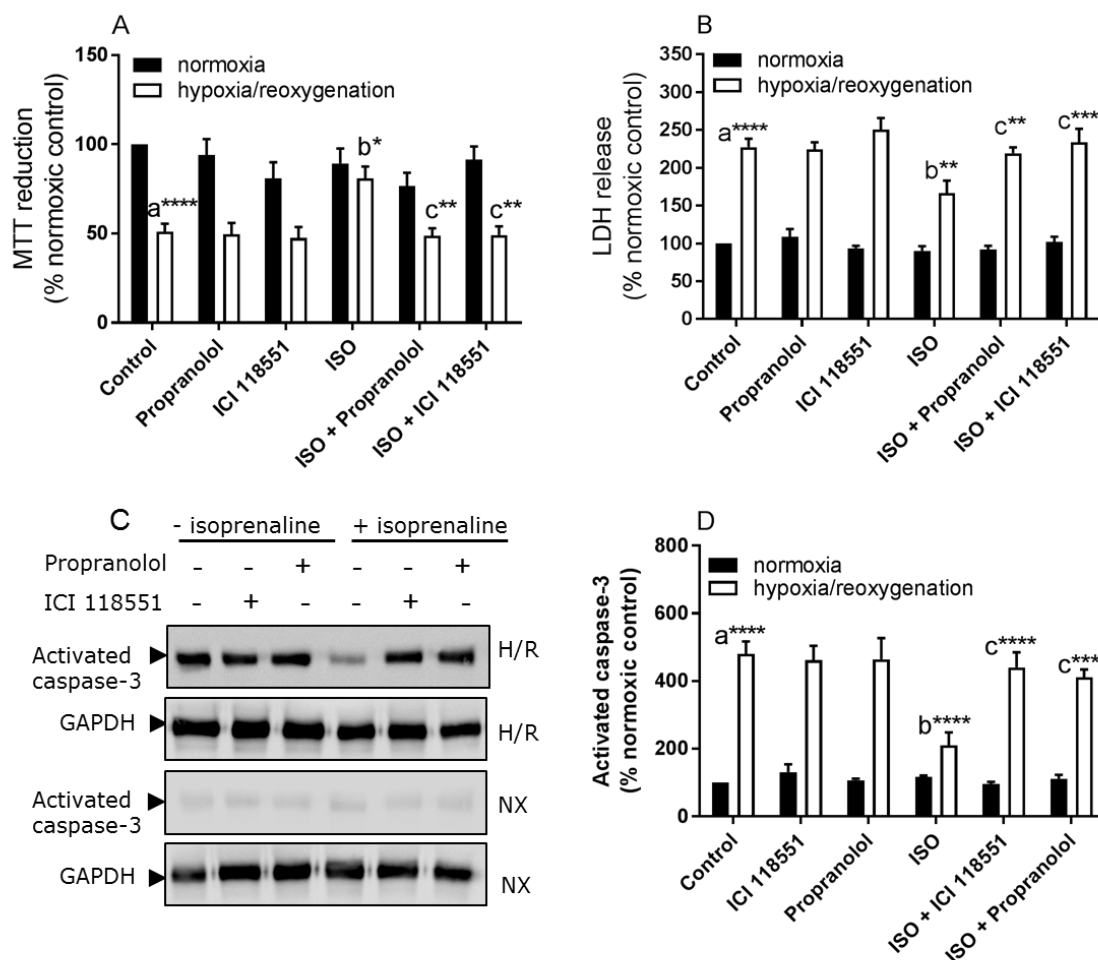 A
MTT reduction
(% normoxic control)
150
100
50
0
normoxia
hypoxia/reoxygenation
a****
b*
c**
c**
Control
Propranolol
ICI 118551
ISO
ISO + Propranolol
ISO + ICI 118551
B
LDH release
(% normoxic control)
350
300
250
200
150
100
50
0
normoxia
hypoxia/reoxygenation
a****
b**
c**
c***
Control
Propranolol
ICI 118551
ISO
ISO + Propranolol
ISO + ICI 118551
C
- isoprenaline + isoprenaline
Propranolol - - + - - +
ICI 118551 - + - - + -
Activated
caspase-3
H/R
GAPDH
H/R
Activated
caspase-3
NX
GAPDH
NX
D
Activated caspase-3
(% normoxic control)
800
600
400
200
0
normoxia
hypoxia/reoxygenation
a****
b****
c****
c***
Control
ICI 118551
Propranolol
ISO
ISO + ICI 118551
ISO + Propranolol